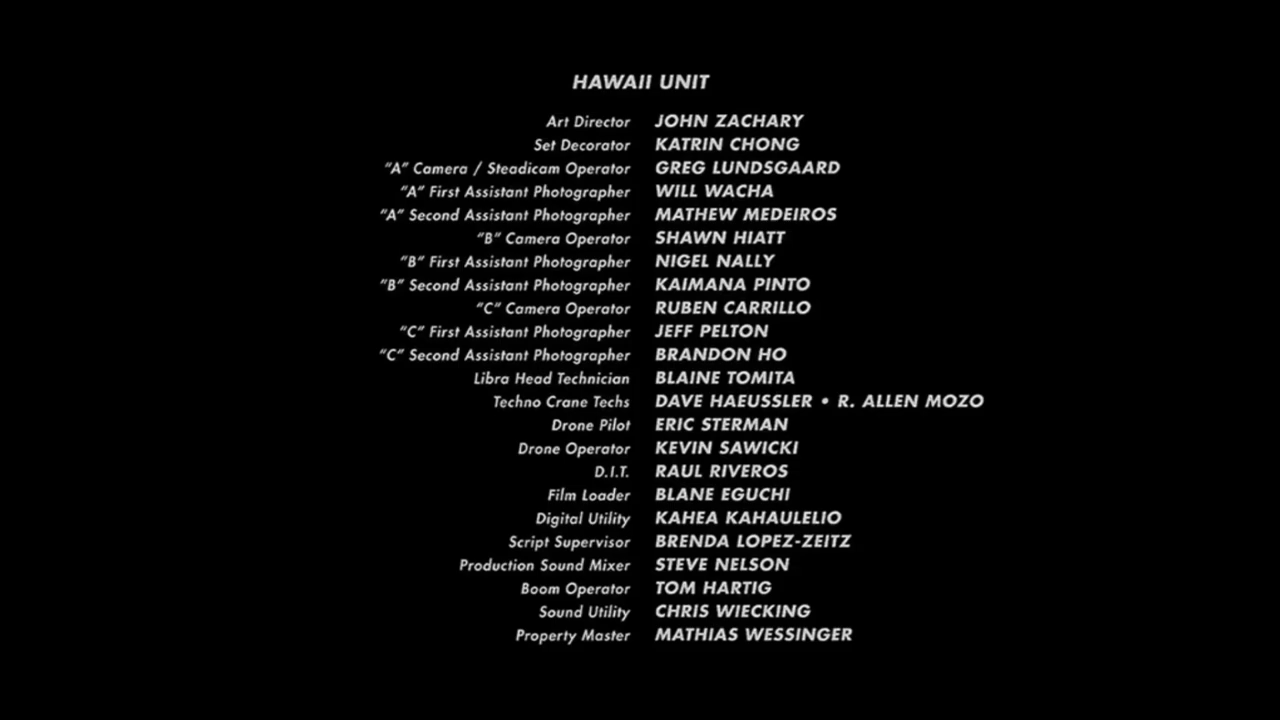 HAWAII UNIT
Art Director JOHN ZACHARY
Set Decorator KATRIN CHONG
"A" Camera / Steadicam Operator GREG LUNDSGAARD
"A" First Assistant Photographer WILL WACHA
"A" Second Assistant Photographer MATHEW MEDEIROS
"B" Camera Operator SHAWN HIATT
"B" First Assistant Photographer NIGEL NALLY
"B" Second Assistant Photographer KAIMANA PINTO
"C" Camera Operator RUBEN CARRILLO
"C" First Assistant Photographer JEFF PELTON
"C" Second Assistant Photographer BRANDON HO
Libra Head Technician BLAINE TOMITA
Techno Crane Techs DAVE HAEUSSLER • R. ALLEN MOZO
Drone Pilot ERIC STERMAN
Drone Operator KEVIN SAWICKI
D.I.T. RAUL RIVEROS
Film Loader BLANE EGUCHI
Digital Utility KAHEA KAHAULELIO
Script Supervisor BRENDA LOPEZ-ZEITZ
Production Sound Mixer STEVE NELSON
Boom Operator TOM HARTIG
Sound Utility CHRIS WIECKING
Property Master MATHIAS WESSINGER